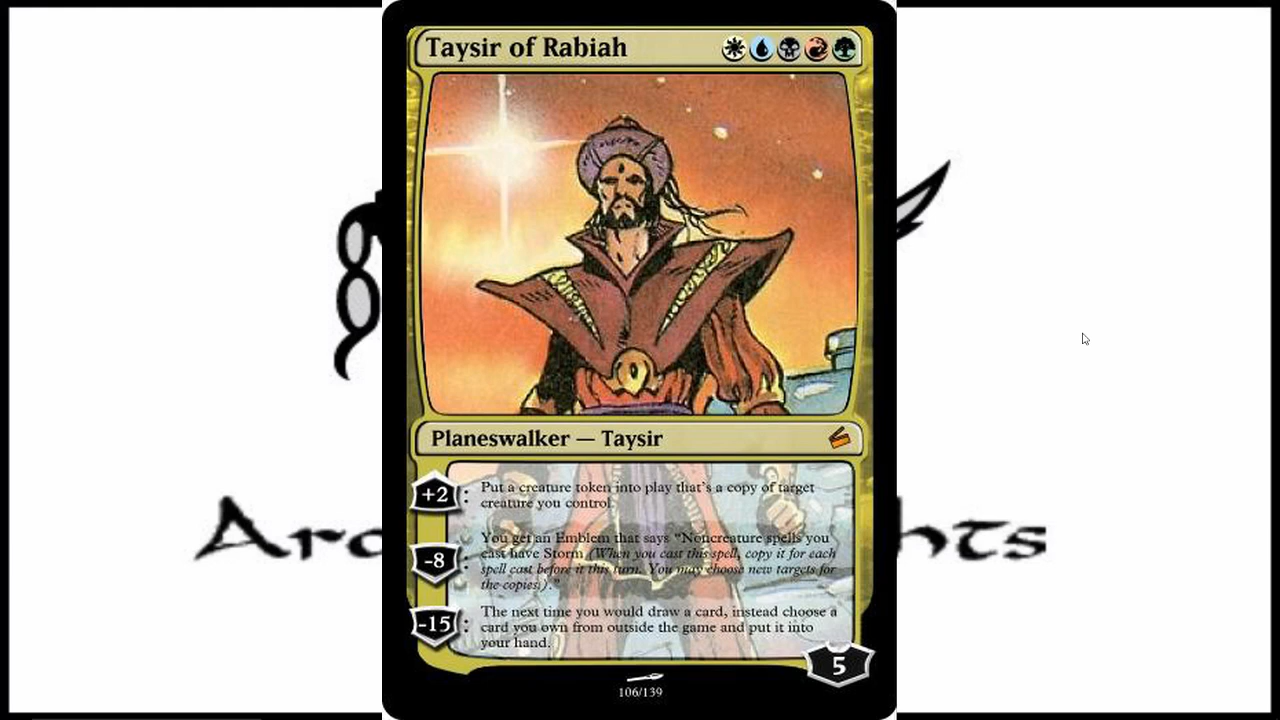 Taysir of Rabiah
Planeswalker — Taysir
+2 : Put a creature token into play that's a copy of target
creature you control.
-8 : You get an Emblem that says "Noncreature spells you
cast have Storm (When you cast this spell, copy it for each
spell cast before it this turn. You may choose new targets for
the copies.)."
-15 : The next time you would draw a card, instead choose a
card you own from outside the game and put it into
your hand.
5
106/139